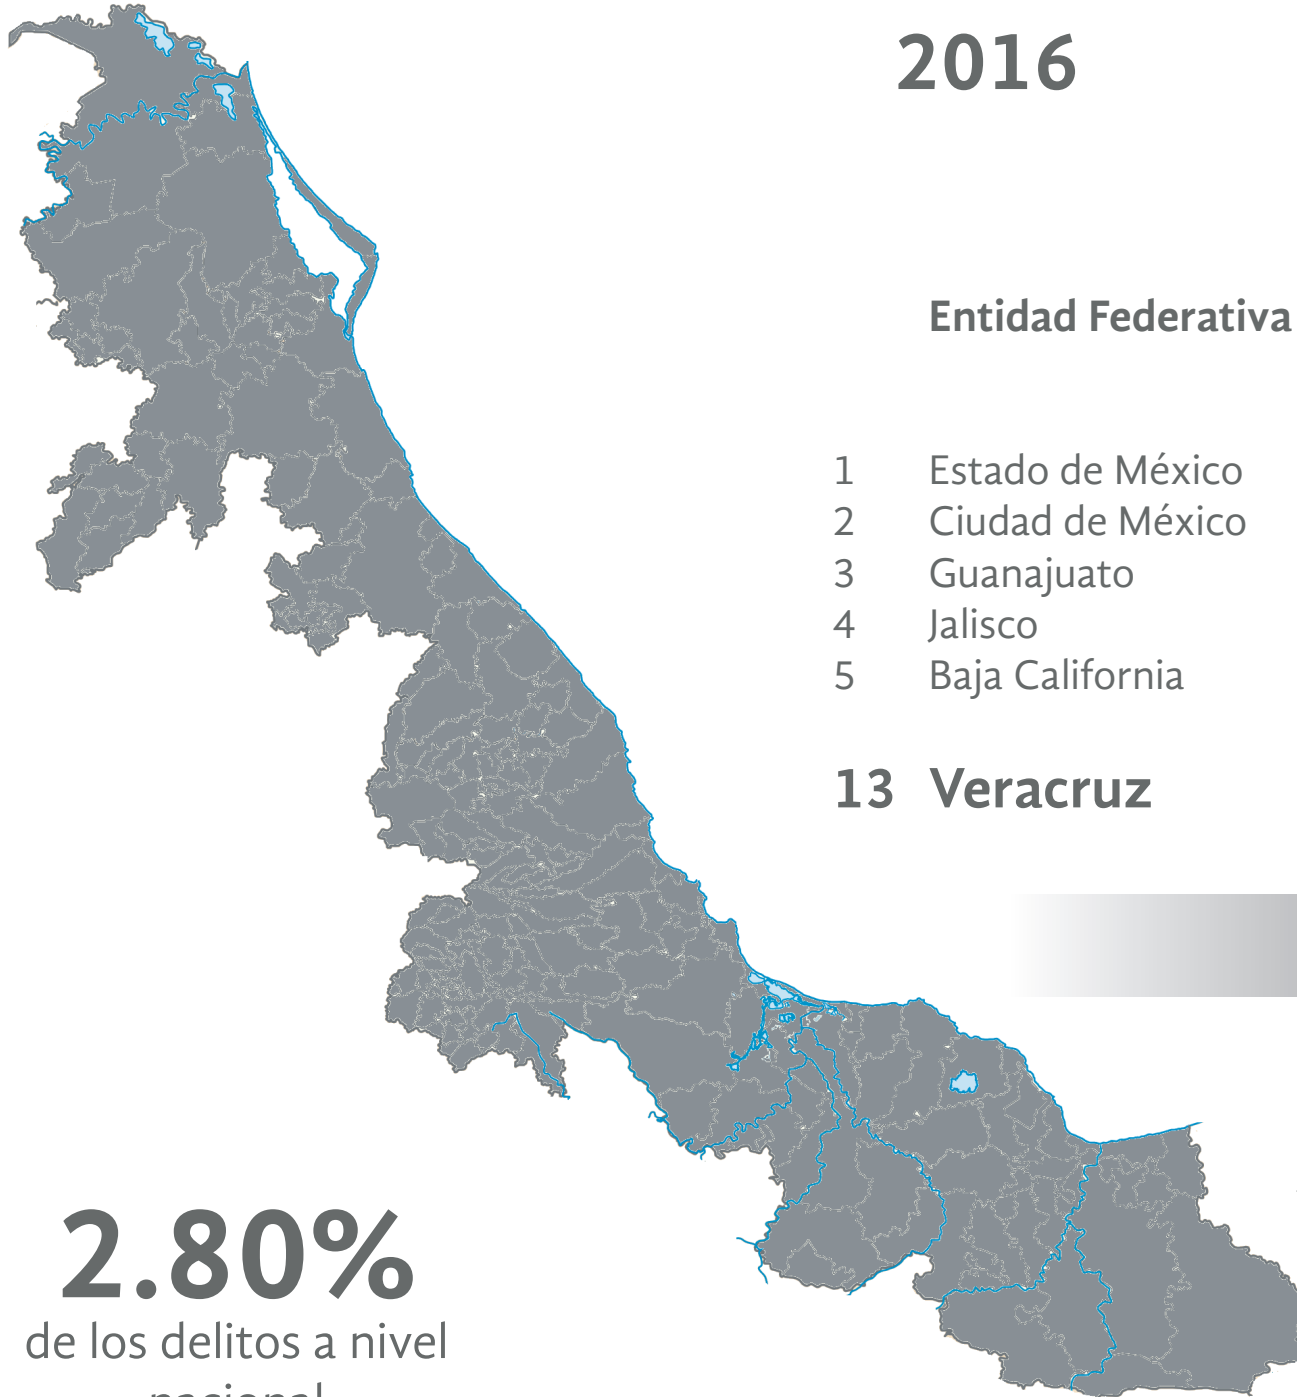 2016
Entidad Federativa
1 Estado de México
2 Ciudad de México
3 Guanajuato
4 Jalisco
5 Baja California
13 Veracruz
2.80%
de los delitos a nivel
nacional